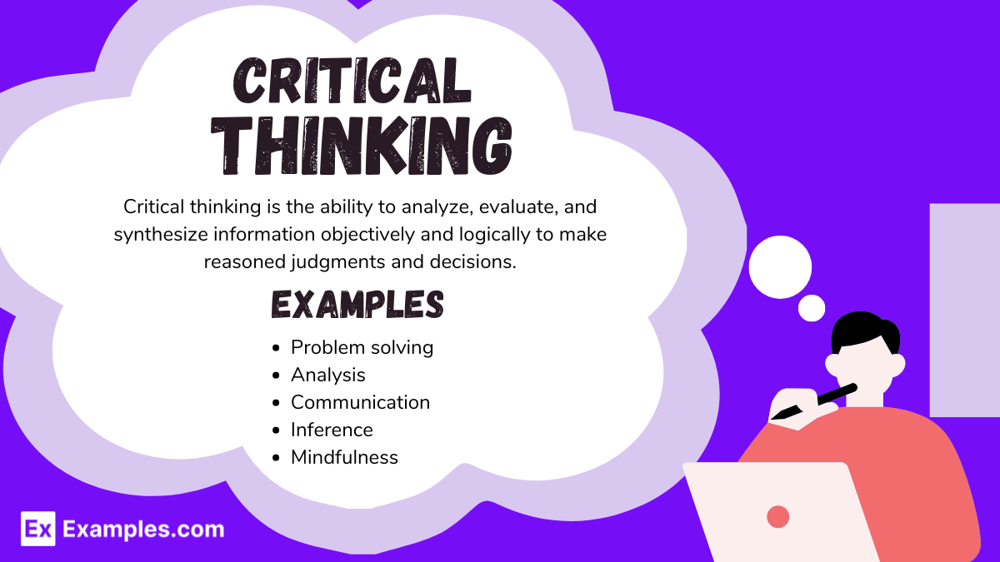 CRITICAL
THINKING
Critical thinking is the ability to analyze, evaluate, and
synthesize information objectively and logically to make
reasoned judgments and decisions.
EXAMPLES
• Problem solving
• Analysis
• Communication
• Inference
• Mindfulness
Ex Examples.com